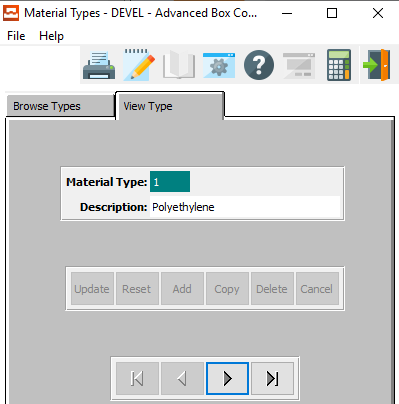 Material Types - DEVEL - Advanced Box Co...
File Help
Browse Types View Type
Material Type: 1
Description: Polyethylene
Update Reset Add Copy Delete Cancel